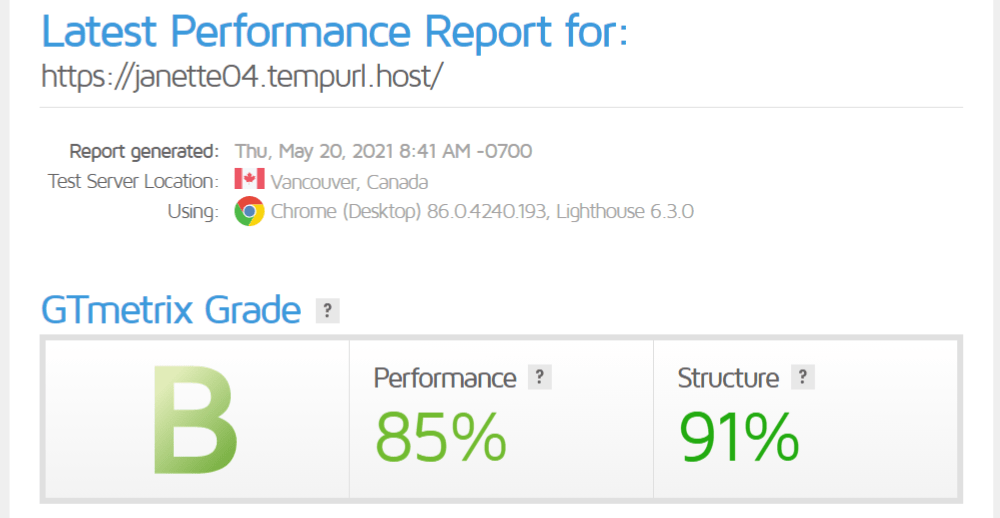 Latest Performance Report for:
https://janette04.tempurl.host/
Report generated: Thu, May 20, 2021 8:41 AM -0700
Test Server Location: Vancouver, Canada
Using: Chrome (Desktop) 86.0.4240.193, Lighthouse 6.3.0
GTmetrix Grade ?
B
Performance ?
85%
Structure ?
91%